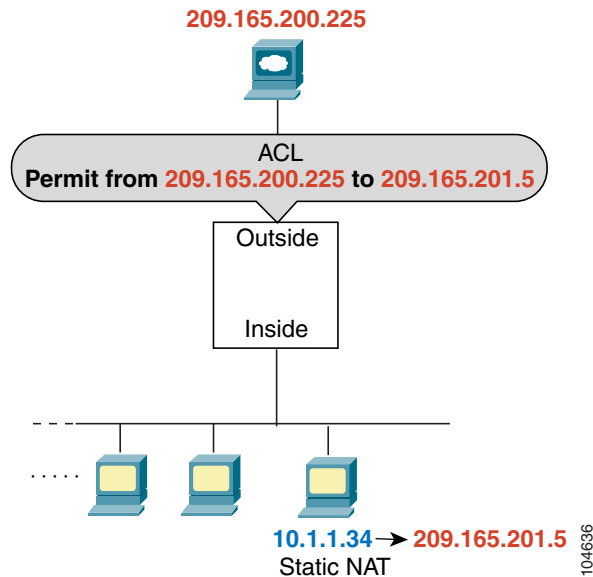 209.165.200.225
ACL
Permit from 209.165.200.225 to 209.165.201.5
Outside
Inside
10.1.1.34 → 209.165.201.5
Static NAT
104636